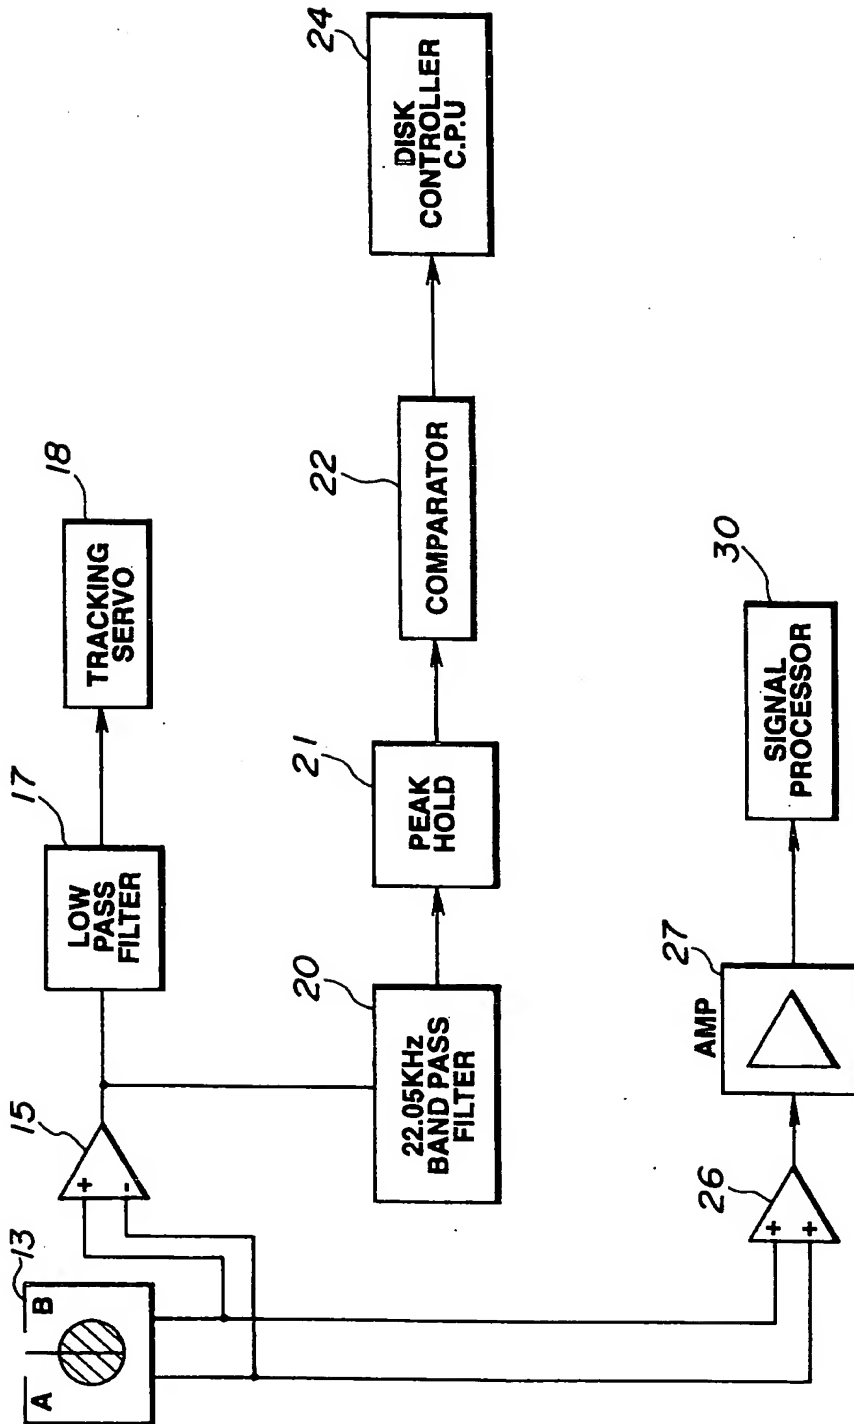 13
A
B
15
+
-
17
LOW
PASS
FILTER
18
TRACKING
SERVO
20
22.05KHz
BAND PASS
FILTER
21
PEAK
HOLD
22
COMPARATOR
24
DISK
CONTROLLER
C.P.U
26
+
+
27
AMP
30
SIGNAL
PROCESSOR